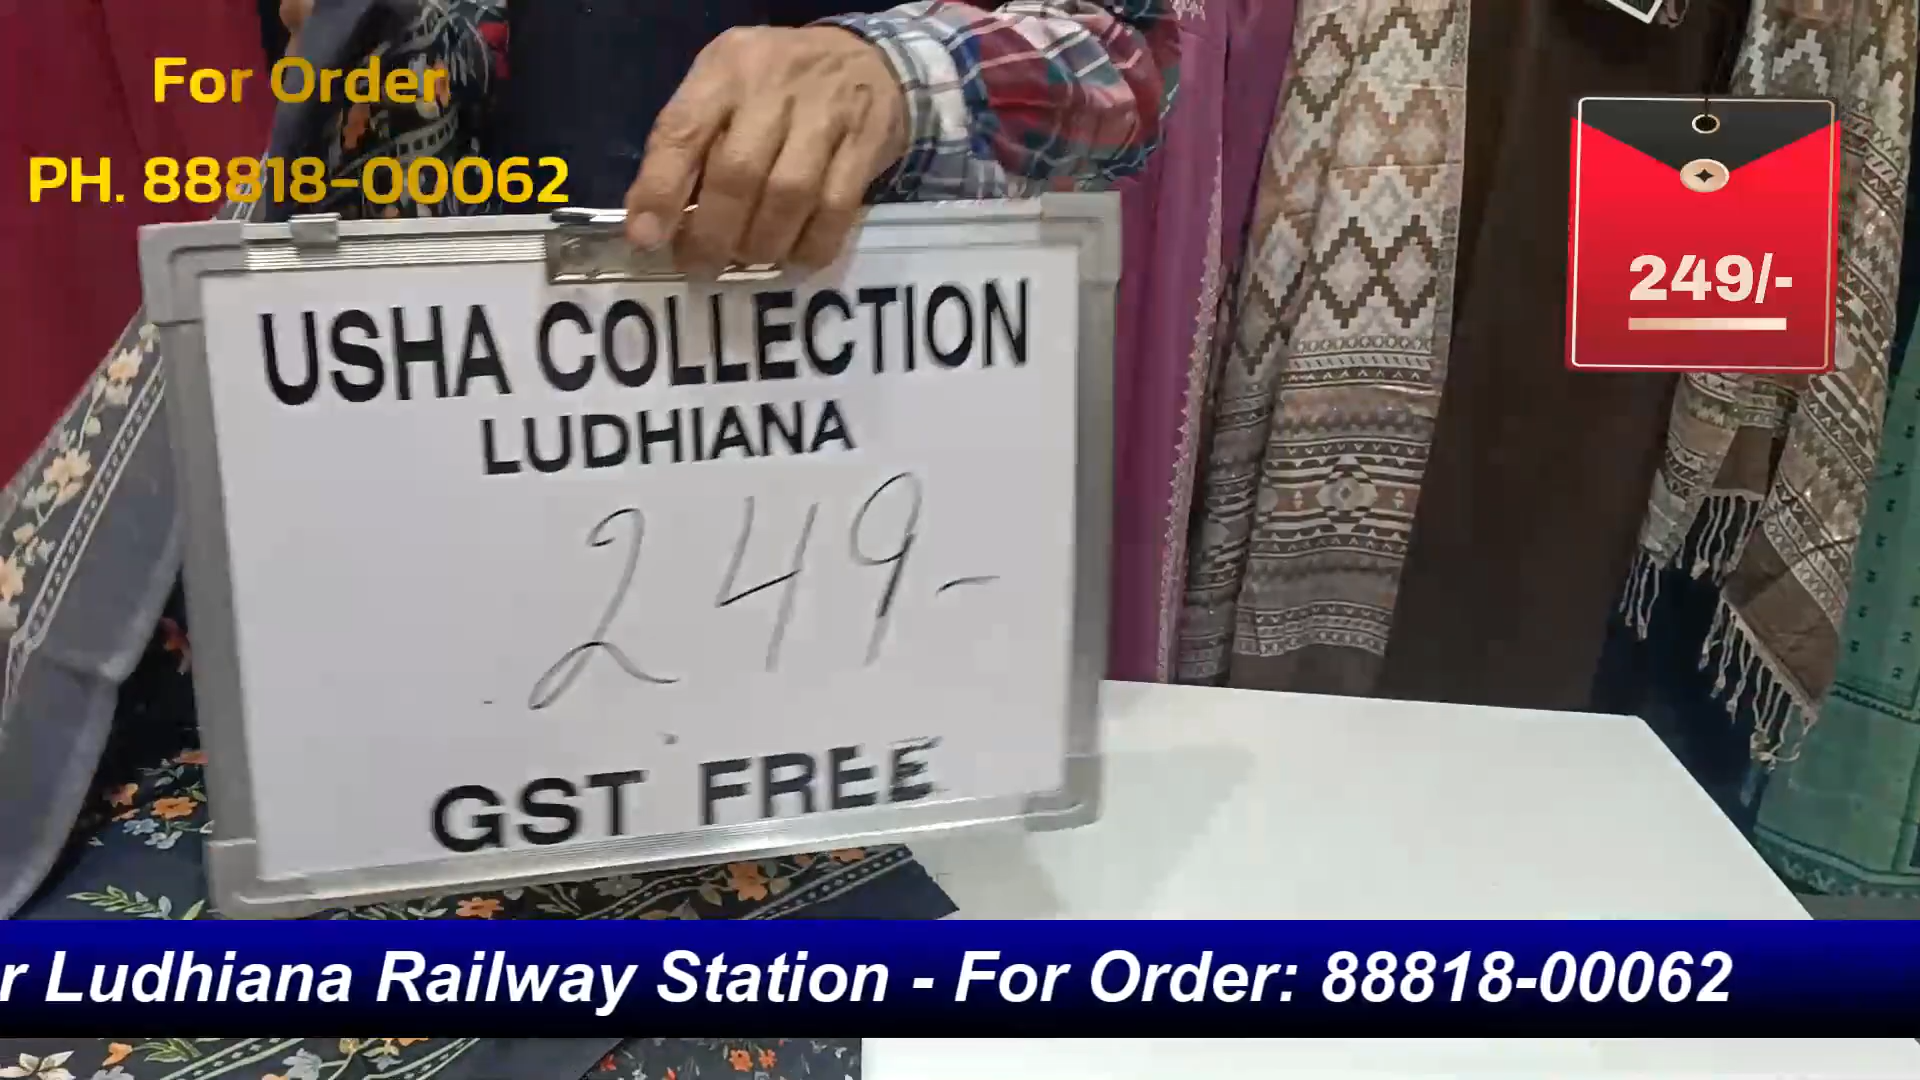 For Order
PH. 88818-00062
249/-
USHA COLLECTION
LUDHIANA
249-
GST FREE
r Ludhiana Railway Station - For Order: 88818-00062